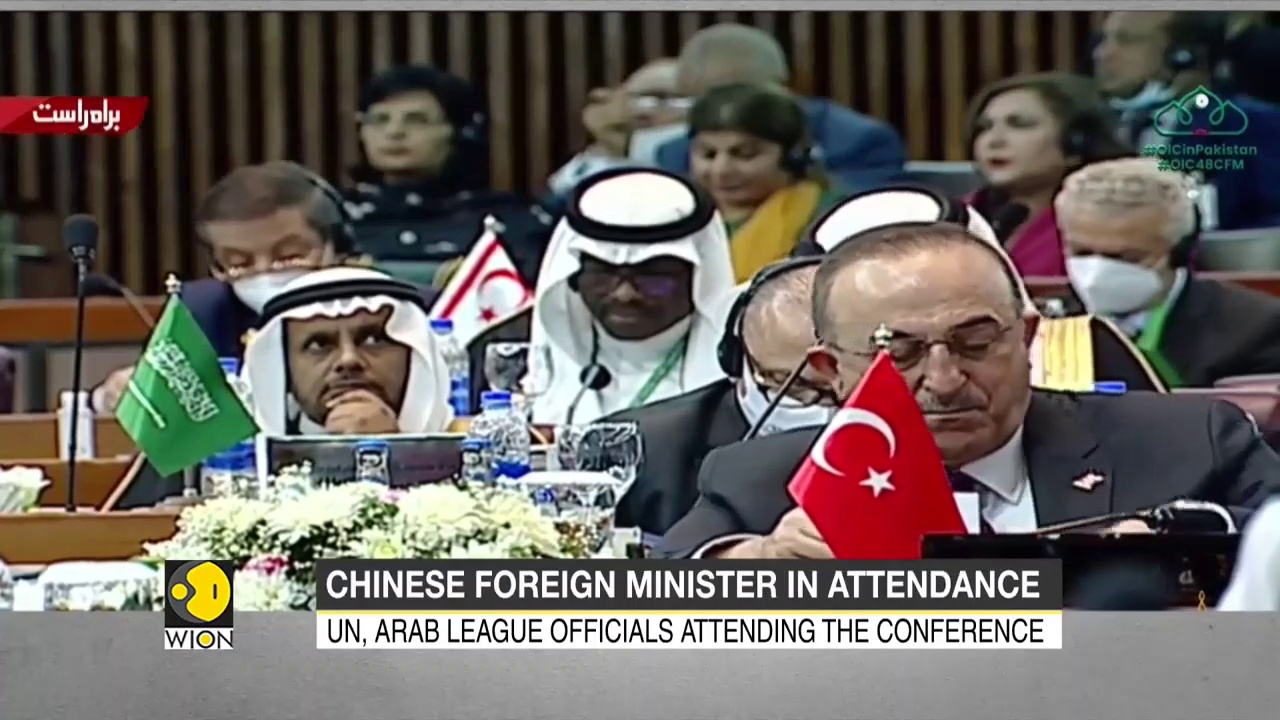 براہ راست
#OICinPakistan
#OIC48CFM
CHINESE FOREIGN MINISTER IN ATTENDANCE
UN, ARAB LEAGUE OFFICIALS ATTENDING THE CONFERENCE
WION